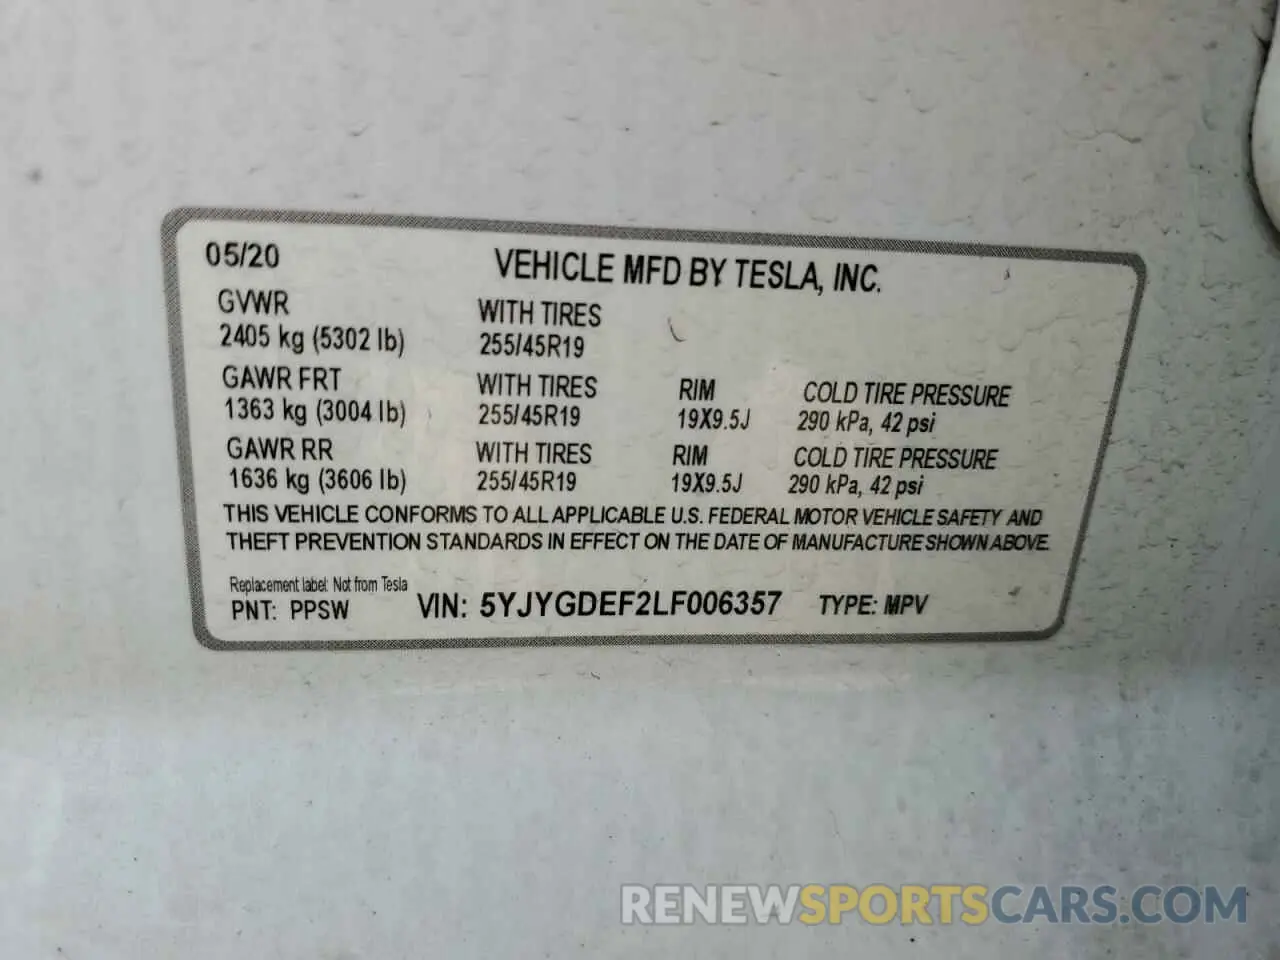 05/20 VEHICLE MFD BY TESLA, INC.
GVWR WITH TIRES
2405 kg (5302 lb) 255/45R19
GAWR FRT WITH TIRES RIM COLD TIRE PRESSURE
1363 kg (3004 lb) 255/45R19 19X9.5J 290 kPa, 42 psi
GAWR RR WITH TIRES RIM COLD TIRE PRESSURE
1636 kg (3606 lb) 255/45R19 19X9.5J 290 kPa, 42 psi
THIS VEHICLE CONFORMS TO ALL APPLICABLE U.S. FEDERAL MOTOR VEHICLE SAFETY AND
THEFT PREVENTION STANDARDS IN EFFECT ON THE DATE OF MANUFACTURE SHOWN ABOVE.
Replacement label: Not from Tesla
PNT: PPSW VIN: 5YJYGDEF2LF006357 TYPE: MPV
RENEWSPORTSCARS.COM